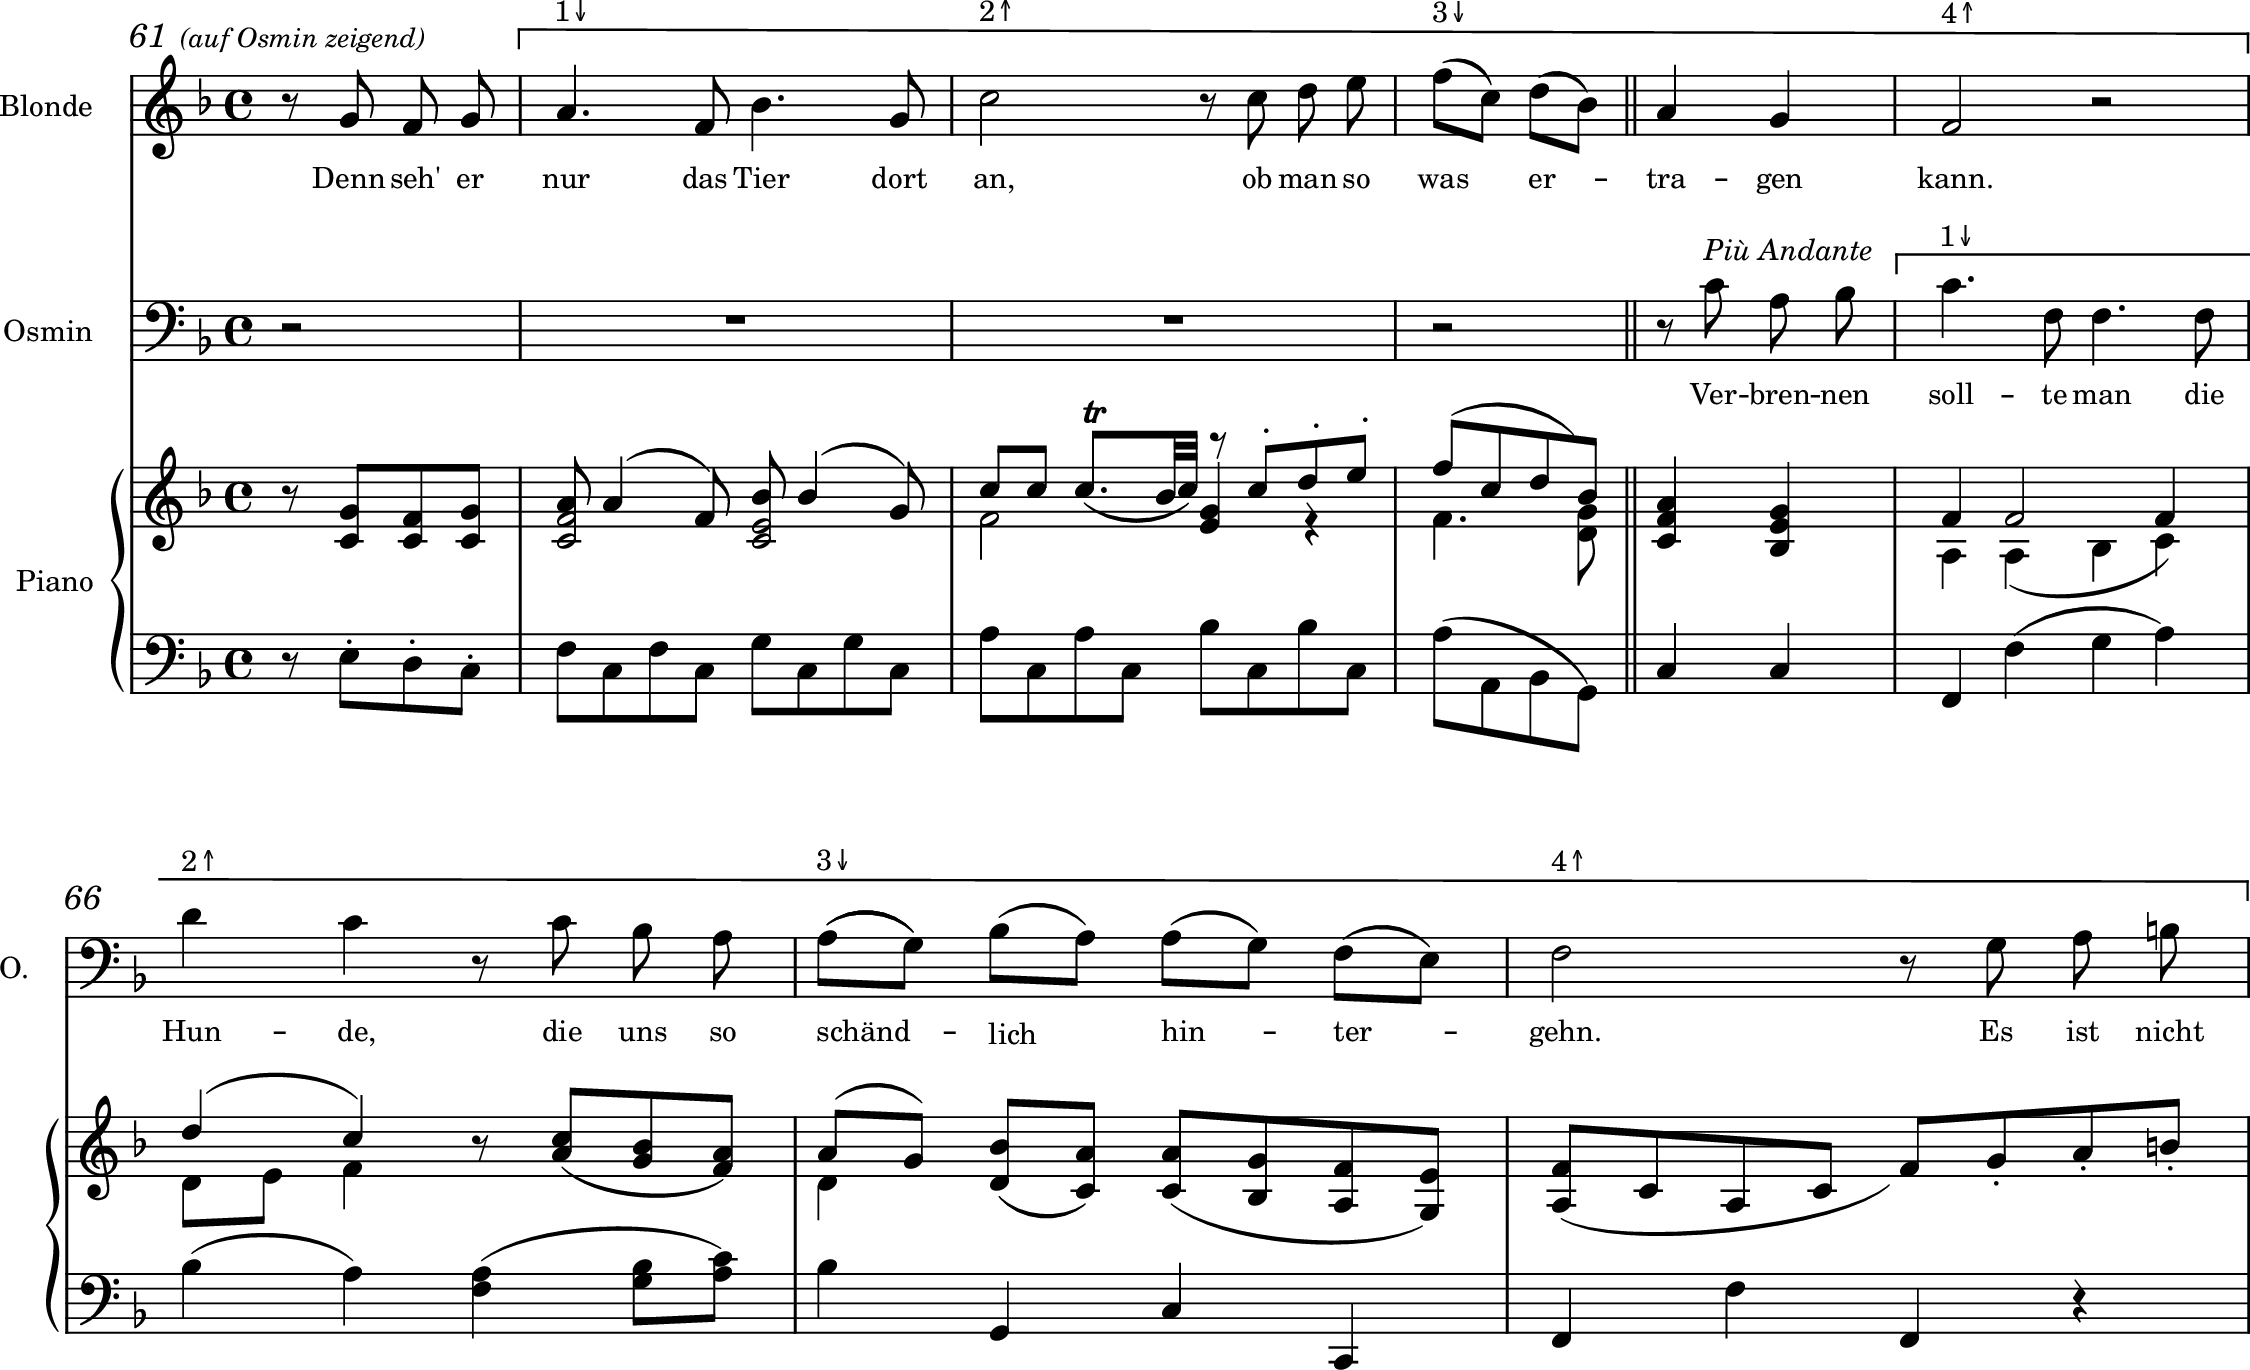 61 (auf Osmin zeigend) 1↓ 2↑ 3↓ 4↑
Blonde
Denn seh' er nur das Tier dort an, ob man so was er - tra - gen kann.
Più Andante 1↓
Osmin
Ver - bren - nen soll - te man die
tr
Piano
66 2↑ 3↓ 4↑
O.
Hun - de, die uns so schänd - lich hin - ter - gehn. Es ist nicht